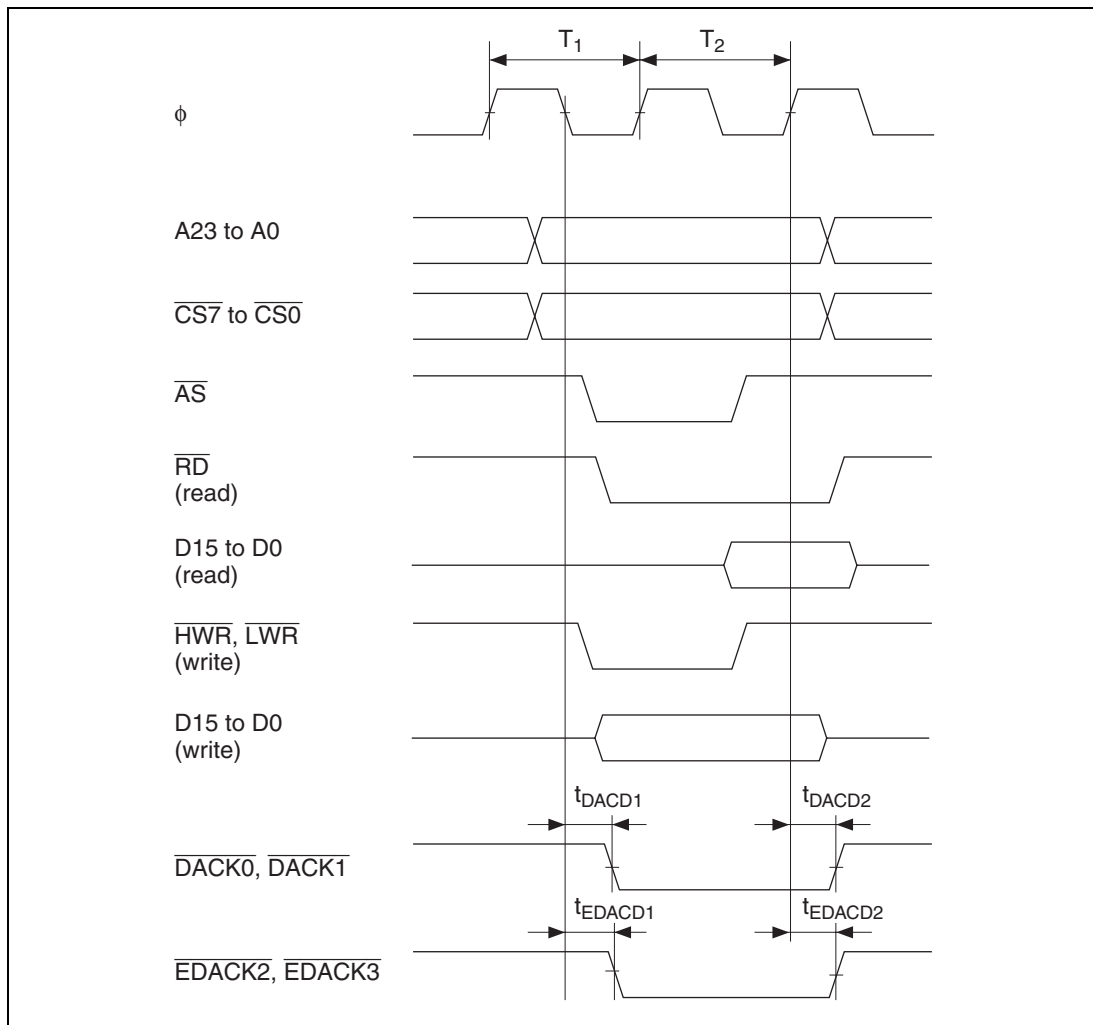 T1 T2
ϕ
A23 to A0
CS7 to CS0
AS
RD
(read)
D15 to D0
(read)
HWR, LWR
(write)
D15 to D0
(write)
tDACD1 tDACD2
DACK0, DACK1
tEDACD1 tEDACD2
EDACK2, EDACK3